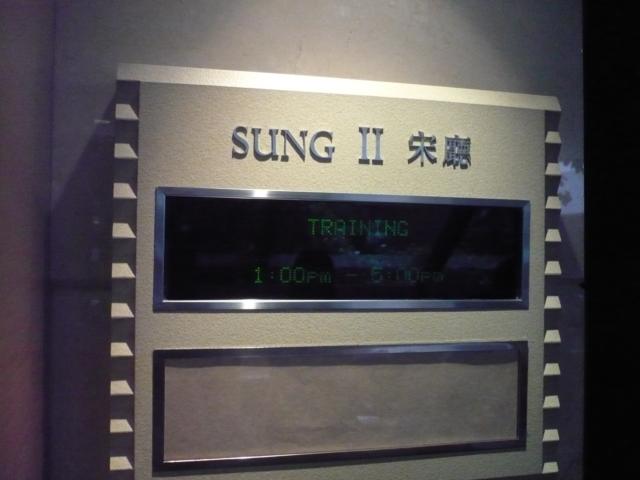 SUNG II 宋廳
TRAINING
1:00PM - 5:00PM